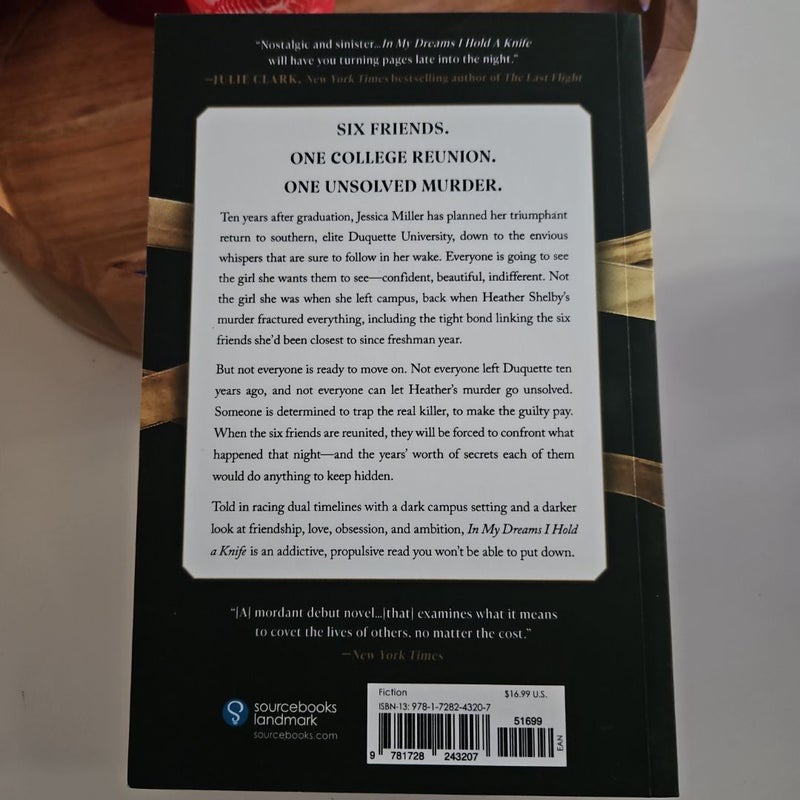 “Nostalgic and sinister...In My Dreams I Hold A Knife
will have you turning pages late into the night.”
—JULIE CLARK, New York Times bestselling author of The Last Flight
SIX FRIENDS.
ONE COLLEGE REUNION.
ONE UNSOLVED MURDER.
Ten years after graduation, Jessica Miller has planned her triumphant
return to southern, elite Duquette University, down to the envious
whispers that are sure to follow in her wake. Everyone is going to see
the girl she wants them to see—confident, beautiful, indifferent. Not
the girl she was when she left campus, back when Heather Shelby’s
murder fractured everything, including the tight bond linking the six
friends she’d been closest to since freshman year.
But not everyone is ready to move on. Not everyone left Duquette ten
years ago, and not everyone can let Heather’s murder go unsolved.
Someone is determined to trap the real killer, to make the guilty pay.
When the six friends are reunited, they will be forced to confront what
happened that night—and the years’ worth of secrets each of them
would do anything to keep hidden.
Told in racing dual timelines with a dark campus setting and a darker
look at friendship, love, obsession, and ambition, In My Dreams I Hold
a Knife is an addictive, propulsive read you won’t be able to put down.
“[A] mordant debut novel...[that] examines what it means
to covet the lives of others, no matter the cost.”
—New York Times
sourcebooks
landmark
sourcebooks.com
Fiction $16.99 U.S.
ISBN-13: 978-1-7282-4320-7
51699
9 781728 243207
EAN